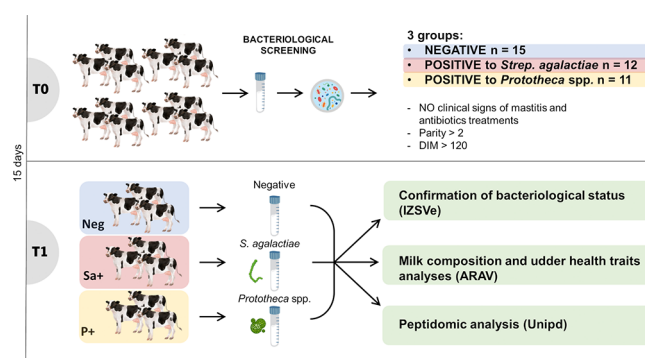 BACTERIOLOGICAL
SCREENING
3 groups:
• NEGATIVE n = 15
• POSITIVE to Strep. agalactiae n = 12
• POSITIVE to Prototheca spp. n = 11
- NO clinical signs of mastitis and
antibiotics treatments
- Parity > 2
- DIM > 120
T0
15 days
T1
Neg
Sa+
P+
Negative
S. agalactiae
Prototheca spp.
Confirmation of bacteriological status
(IZSVe)
Milk composition and udder health traits
analyses (ARAV)
Peptidomic analysis (Unipd)